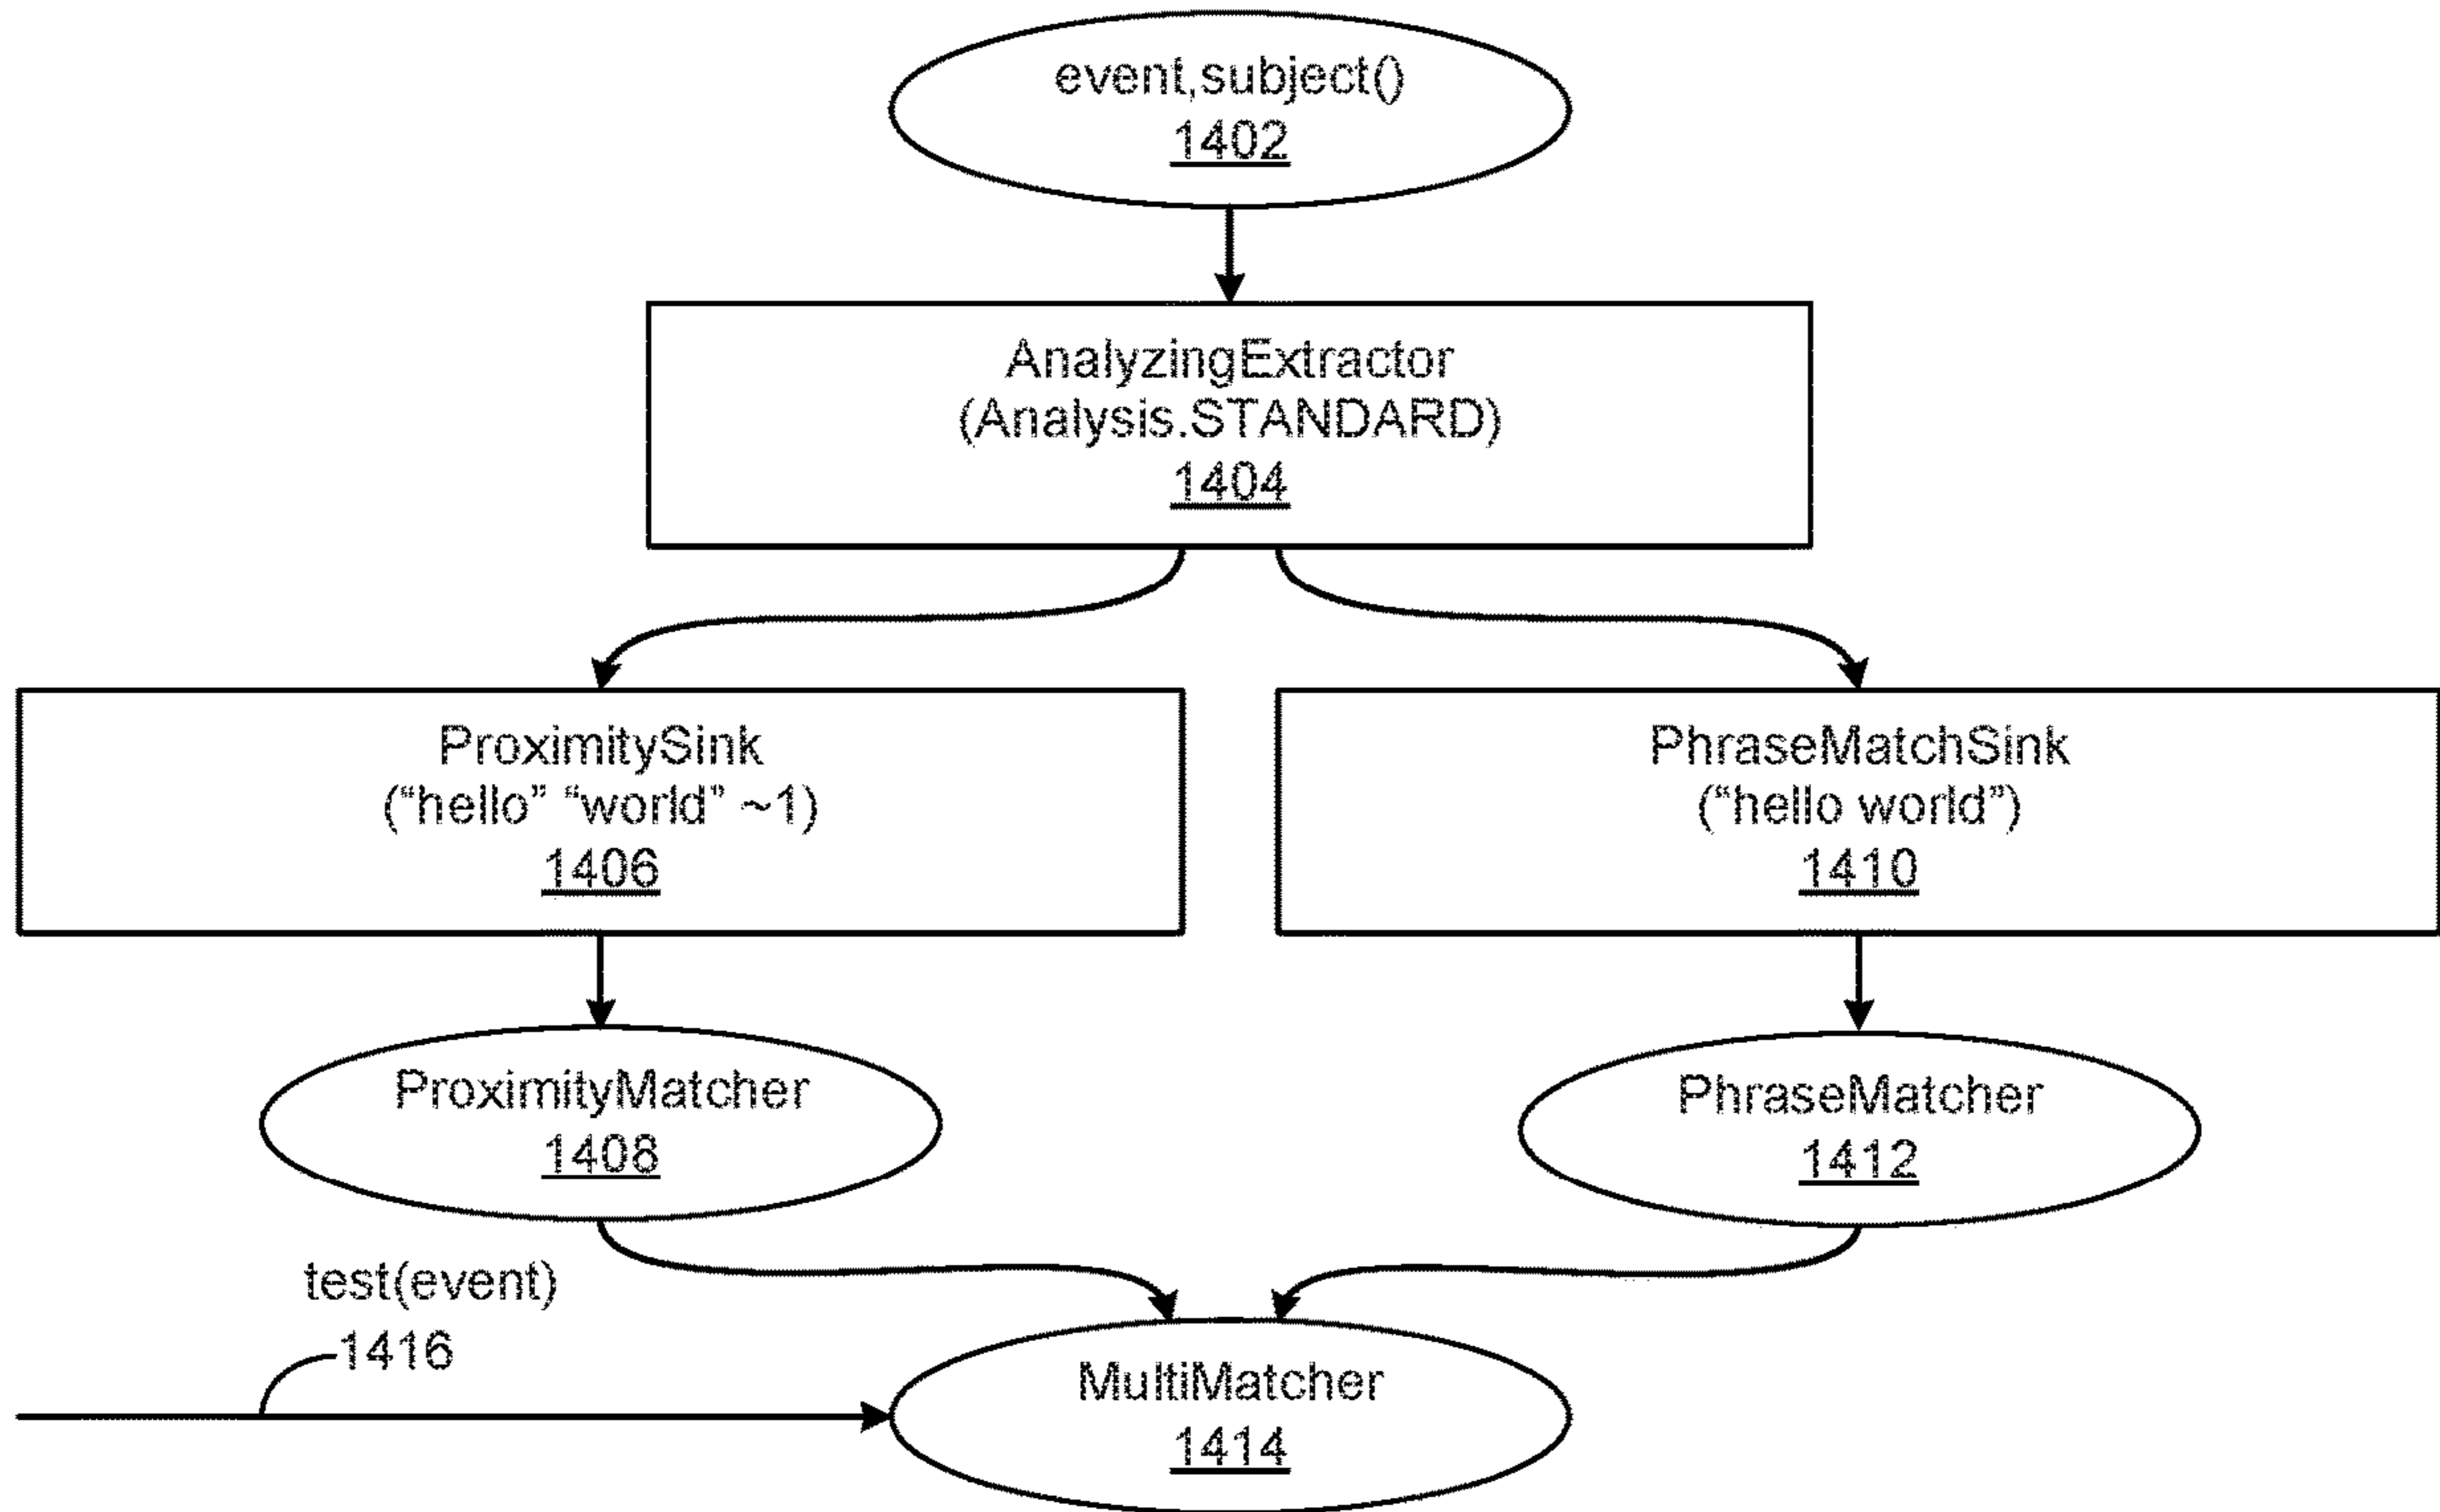 event,subject()
1402
AnalyzingExtractor
(Analysis.STANDARD)
1404
ProximitySink
(“hello” “world” ~1)
1406
PhraseMatchSink
(“hello world”)
1410
ProximityMatcher
1408
PhraseMatcher
1412
test(event)
1416
MultiMatcher
1414